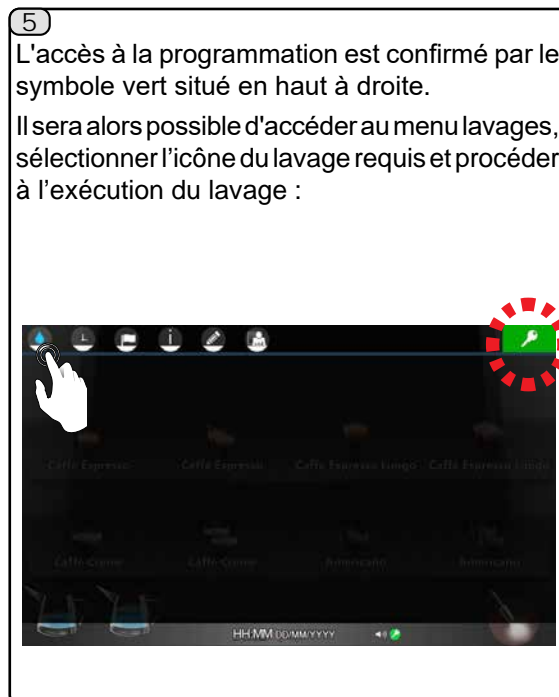 5
L'accès à la programmation est confirmé par le
symbole vert situé en haut à droite.
Il sera alors possible d'accéder au menu lavages,
sélectionner l'icône du lavage requis et procéder
à l'exécution du lavage :
Caffè Espresso Caffè Espresso Caffè Espresso Lungo Caffè Espresso Lungo
Caffè Creme Caffè Creme Americano Americano
HH:MM DD/MM/YYYY